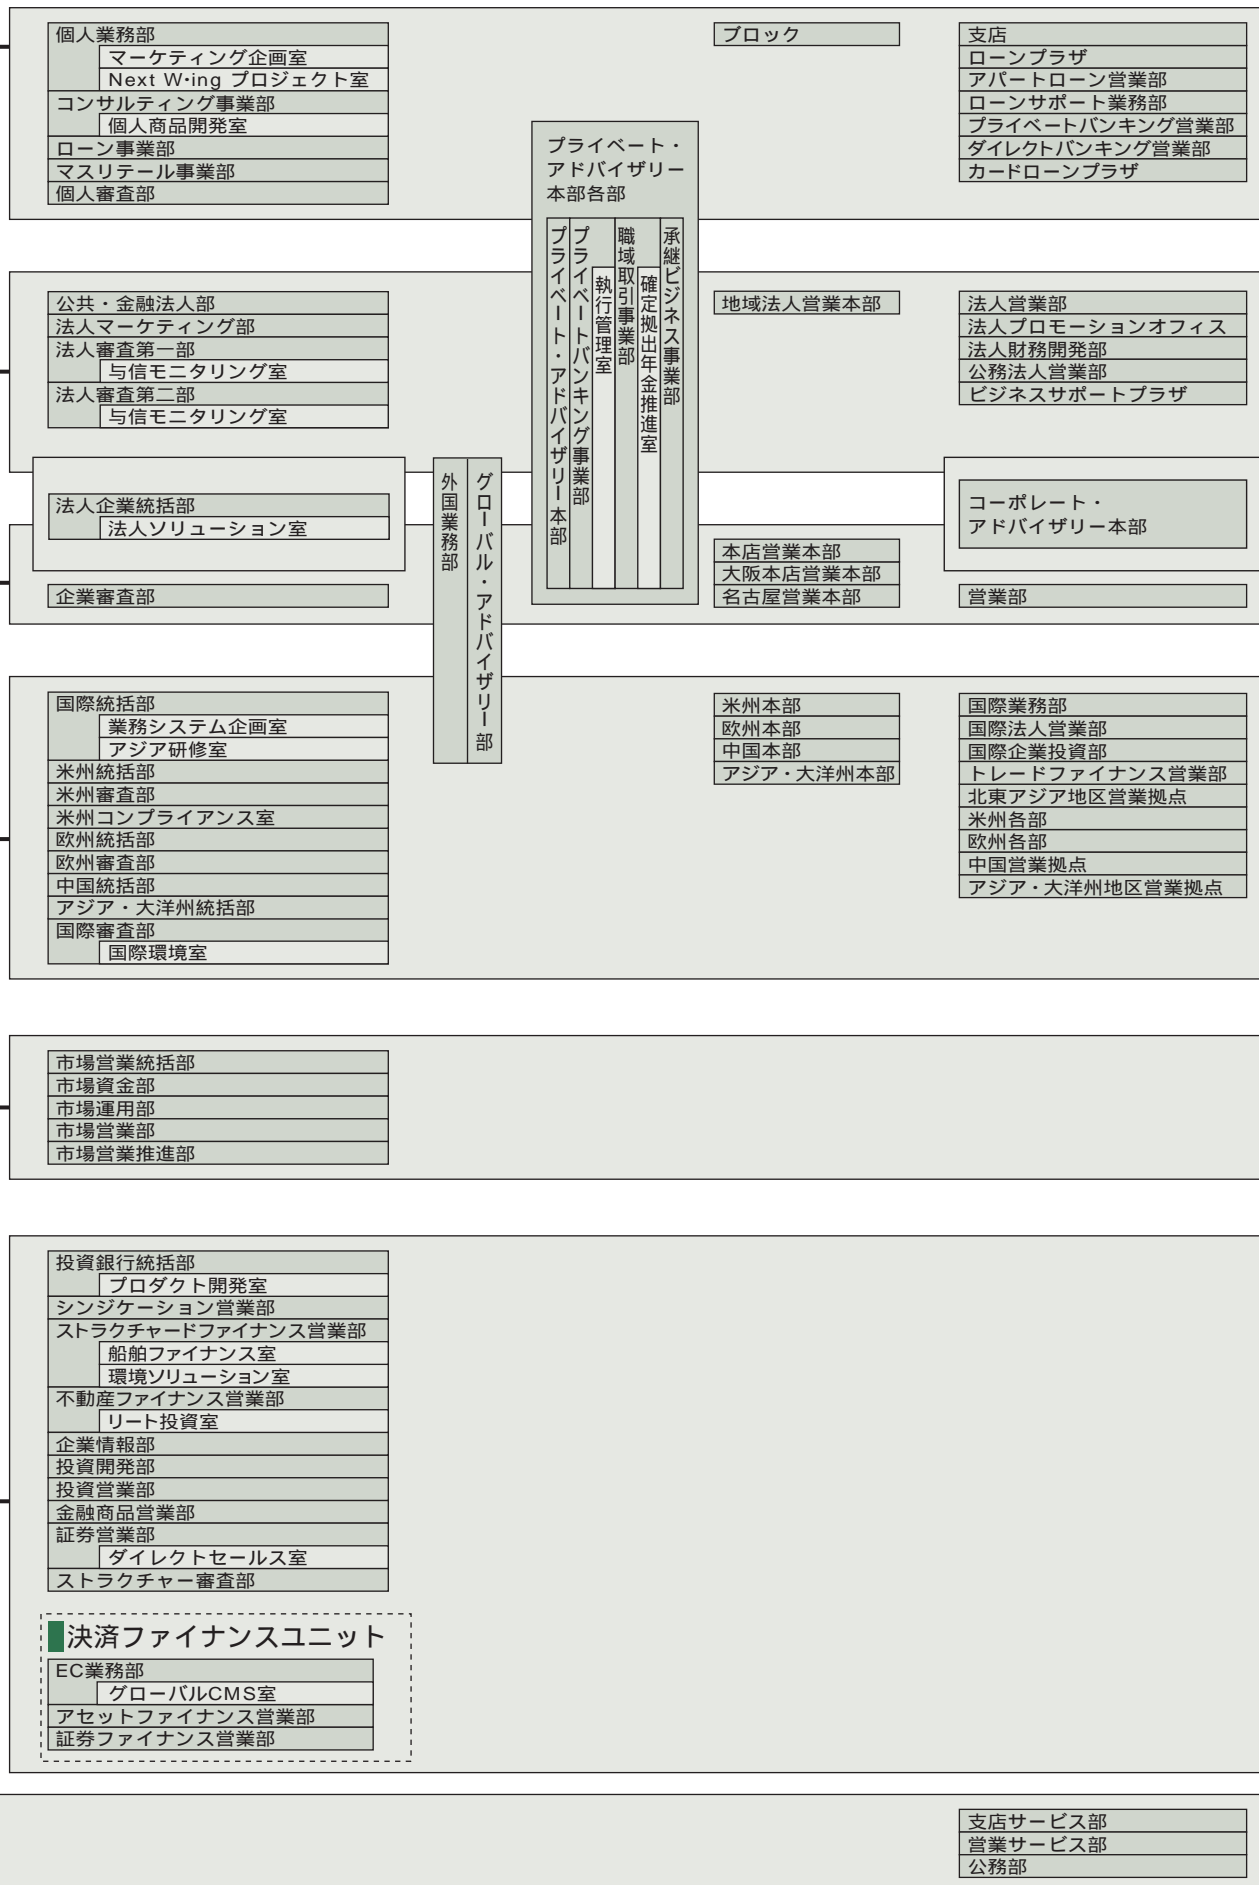 個人業務部
マーケティング企画室
Next W・ing プロジェクト室
コンサルティング事業部
個人商品開発室
ローン事業部
マスリテール事業部
個人審査部
ブロック
支店
ローンプラザ
アパートローン営業部
ローンサポート業務部
プライベートバンキング営業部
ダイレクトバンキング営業部
カードローンプラザ
プライベート・
アドバイザリー
本部各部
プライベート・アドバイザリー本部
プライベートバンキング事業部
執行管理室
職域取引事業部
確定拠出年金推進室
承継ビジネス事業部
公共・金融法人部
法人マーケティング部
法人審査第一部
与信モニタリング室
法人審査第二部
与信モニタリング室
地域法人営業本部
法人営業部
法人プロモーションオフィス
法人財務開発部
公務法人営業部
ビジネスサポートプラザ
法人企業統括部
法人ソリューション室
外国業務部
グローバル・アドバイザリー部
コーポレート・
アドバイザリー本部
本店営業本部
大阪本店営業本部
名古屋営業本部
企業審査部
営業部
国際統括部
業務システム企画室
アジア研修室
米州統括部
米州審査部
米州コンプライアンス室
欧州統括部
欧州審査部
中国統括部
アジア・大洋州統括部
国際審査部
国際環境室
米州本部
欧州本部
中国本部
アジア・大洋州本部
国際業務部
国際法人営業部
国際企業投資部
トレードファイナンス営業部
北東アジア地区営業拠点
米州各部
欧州各部
中国営業拠点
アジア・大洋州地区営業拠点
市場営業統括部
市場資金部
市場運用部
市場営業部
市場営業推進部
投資銀行統括部
プロダクト開発室
シンジケーション営業部
ストラクチャードファイナンス営業部
船舶ファイナンス室
環境ソリューション室
不動産ファイナンス営業部
リート投資室
企業情報部
投資開発部
投資営業部
金融商品営業部
証券営業部
ダイレクトセールス室
ストラクチャー審査部
決済ファイナンスユニット
EC業務部
グローバルCMS室
アセットファイナンス営業部
証券ファイナンス営業部
支店サービス部
営業サービス部
公務部